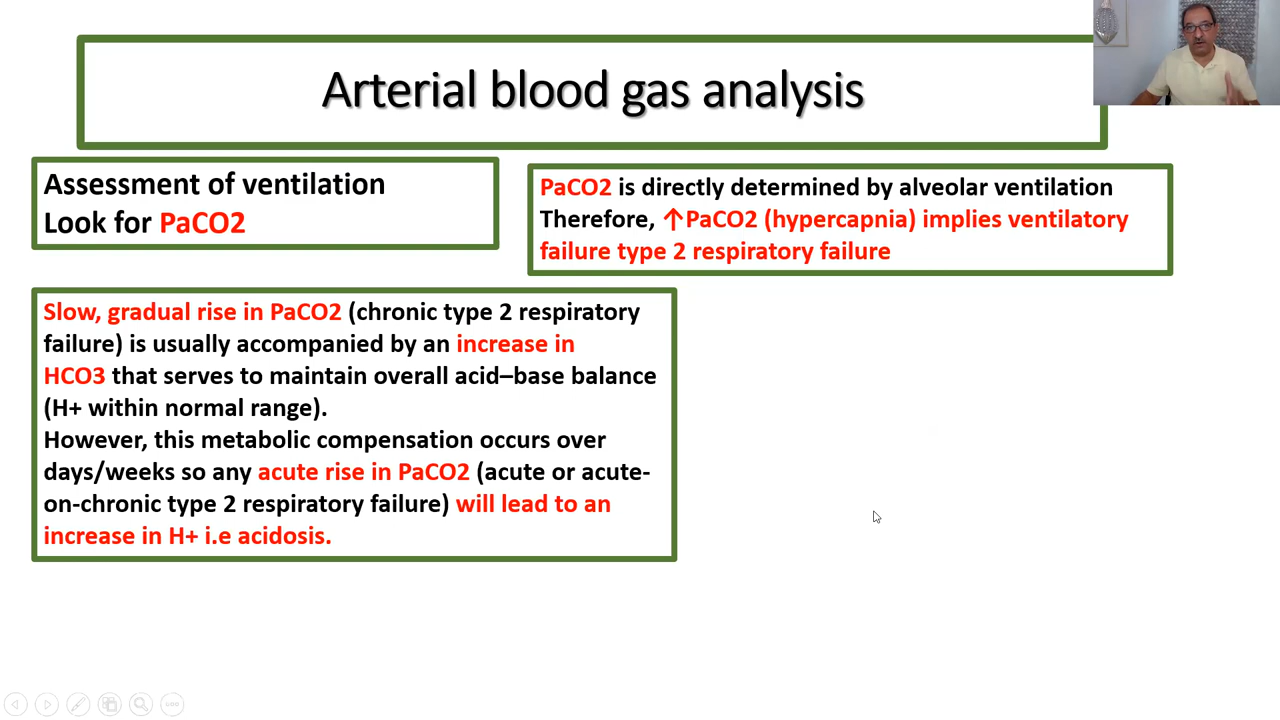 Arterial blood gas analysis
Assessment of ventilation
Look for PaCO2
PaCO2 is directly determined by alveolar ventilation
Therefore, ↑PaCO2 (hypercapnia) implies ventilatory
failure type 2 respiratory failure
Slow, gradual rise in PaCO2 (chronic type 2 respiratory
failure) is usually accompanied by an increase in
HCO3 that serves to maintain overall acid–base balance
(H+ within normal range).
However, this metabolic compensation occurs over
days/weeks so any acute rise in PaCO2 (acute or acute-
on-chronic type 2 respiratory failure) will lead to an
increase in H+ i.e acidosis.